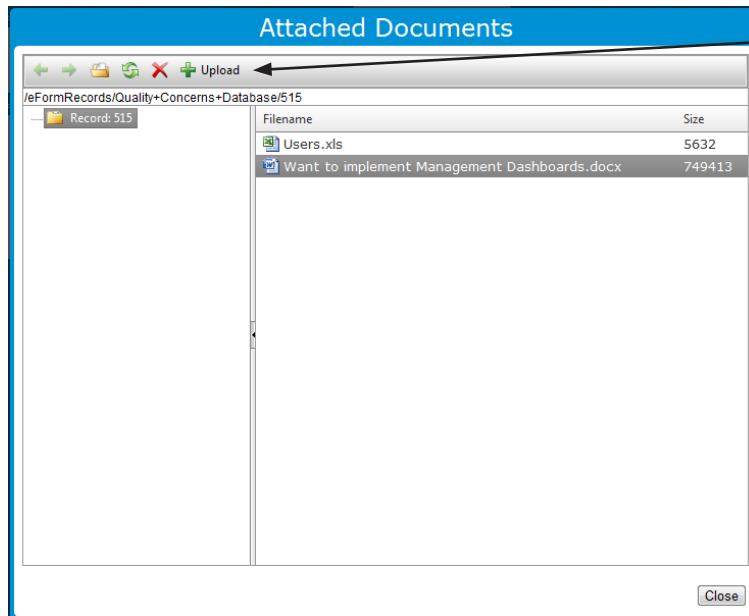 Attached Documents
Upload
/eFormRecords/Quality+Concerns+Database/515
Record: 515
Filename Size
Users.xls 5632
Want to implement Management Dashboards.docx 749413
Close